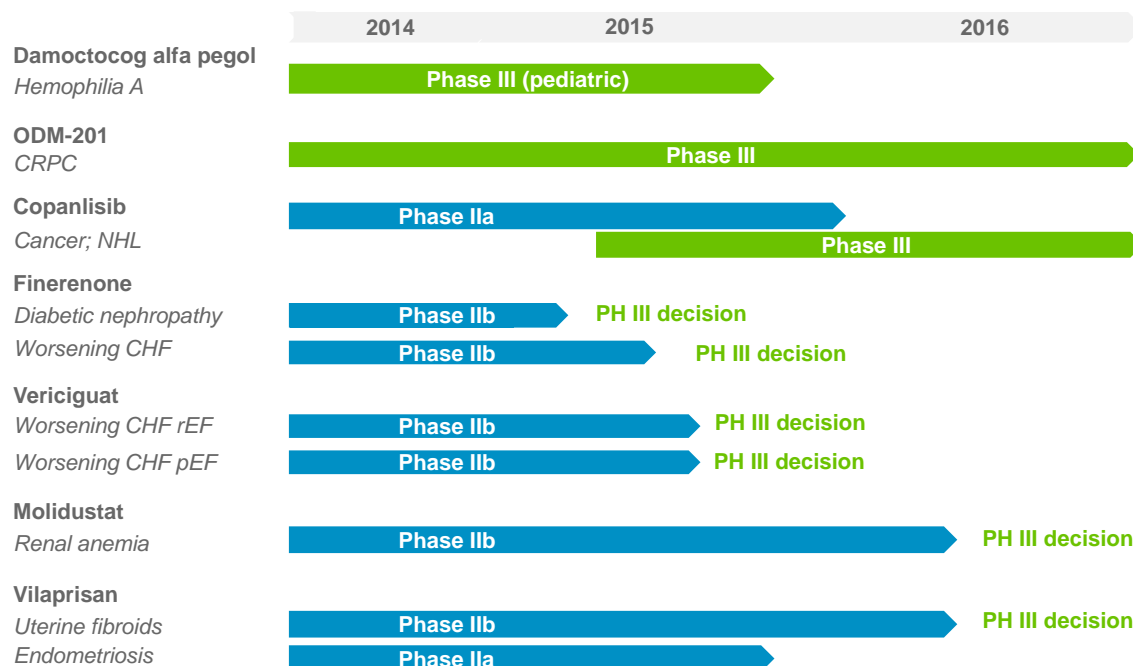 2014 2015 2016
Damoctocog alfa pegol
Hemophilia A
Phase III (pediatric)
ODM-201
CRPC
Phase III
Copanlisib
Phase IIa
Cancer; NHL
Phase III
Finerenone
Diabetic nephropathy
Phase IIb
PH III decision
Worsening CHF
Phase IIb
PH III decision
Vericiguat
Worsening CHF rEF
Phase IIb
PH III decision
Worsening CHF pEF
Phase IIb
PH III decision
Molidustat
Renal anemia
Phase IIb
PH III decision
Vilaprisan
Uterine fibroids
Phase IIb
PH III decision
Endometriosis
Phase IIa